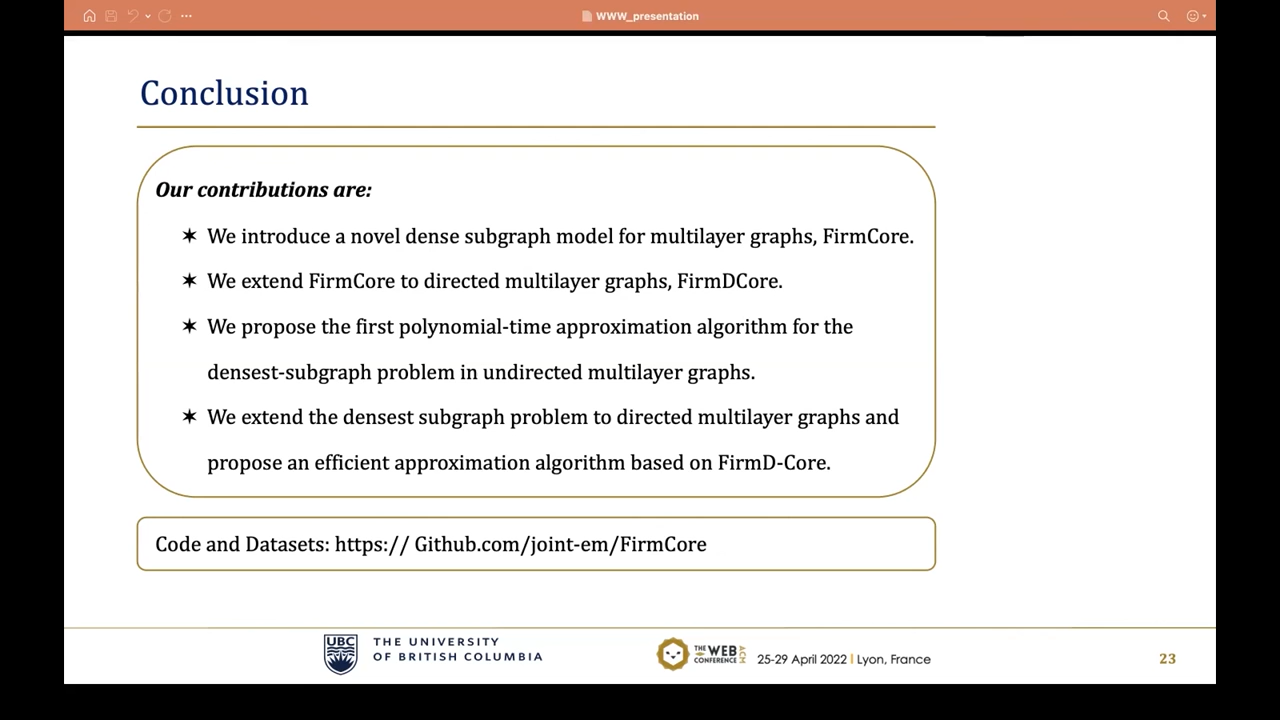 WWW_presentation
Conclusion
Our contributions are:
✶ We introduce a novel dense subgraph model for multilayer graphs, FirmCore.
✶ We extend FirmCore to directed multilayer graphs, FirmDCore.
✶ We propose the first polynomial-time approximation algorithm for the
densest-subgraph problem in undirected multilayer graphs.
✶ We extend the densest subgraph problem to directed multilayer graphs and
propose an efficient approximation algorithm based on FirmD-Core.
Code and Datasets: https:// Github.com/joint-em/FirmCore
UBC
THE UNIVERSITY
OF BRITISH COLUMBIA
THE WEB
CONFERENCE
ACM
25-29 April 2022 | Lyon, France
23